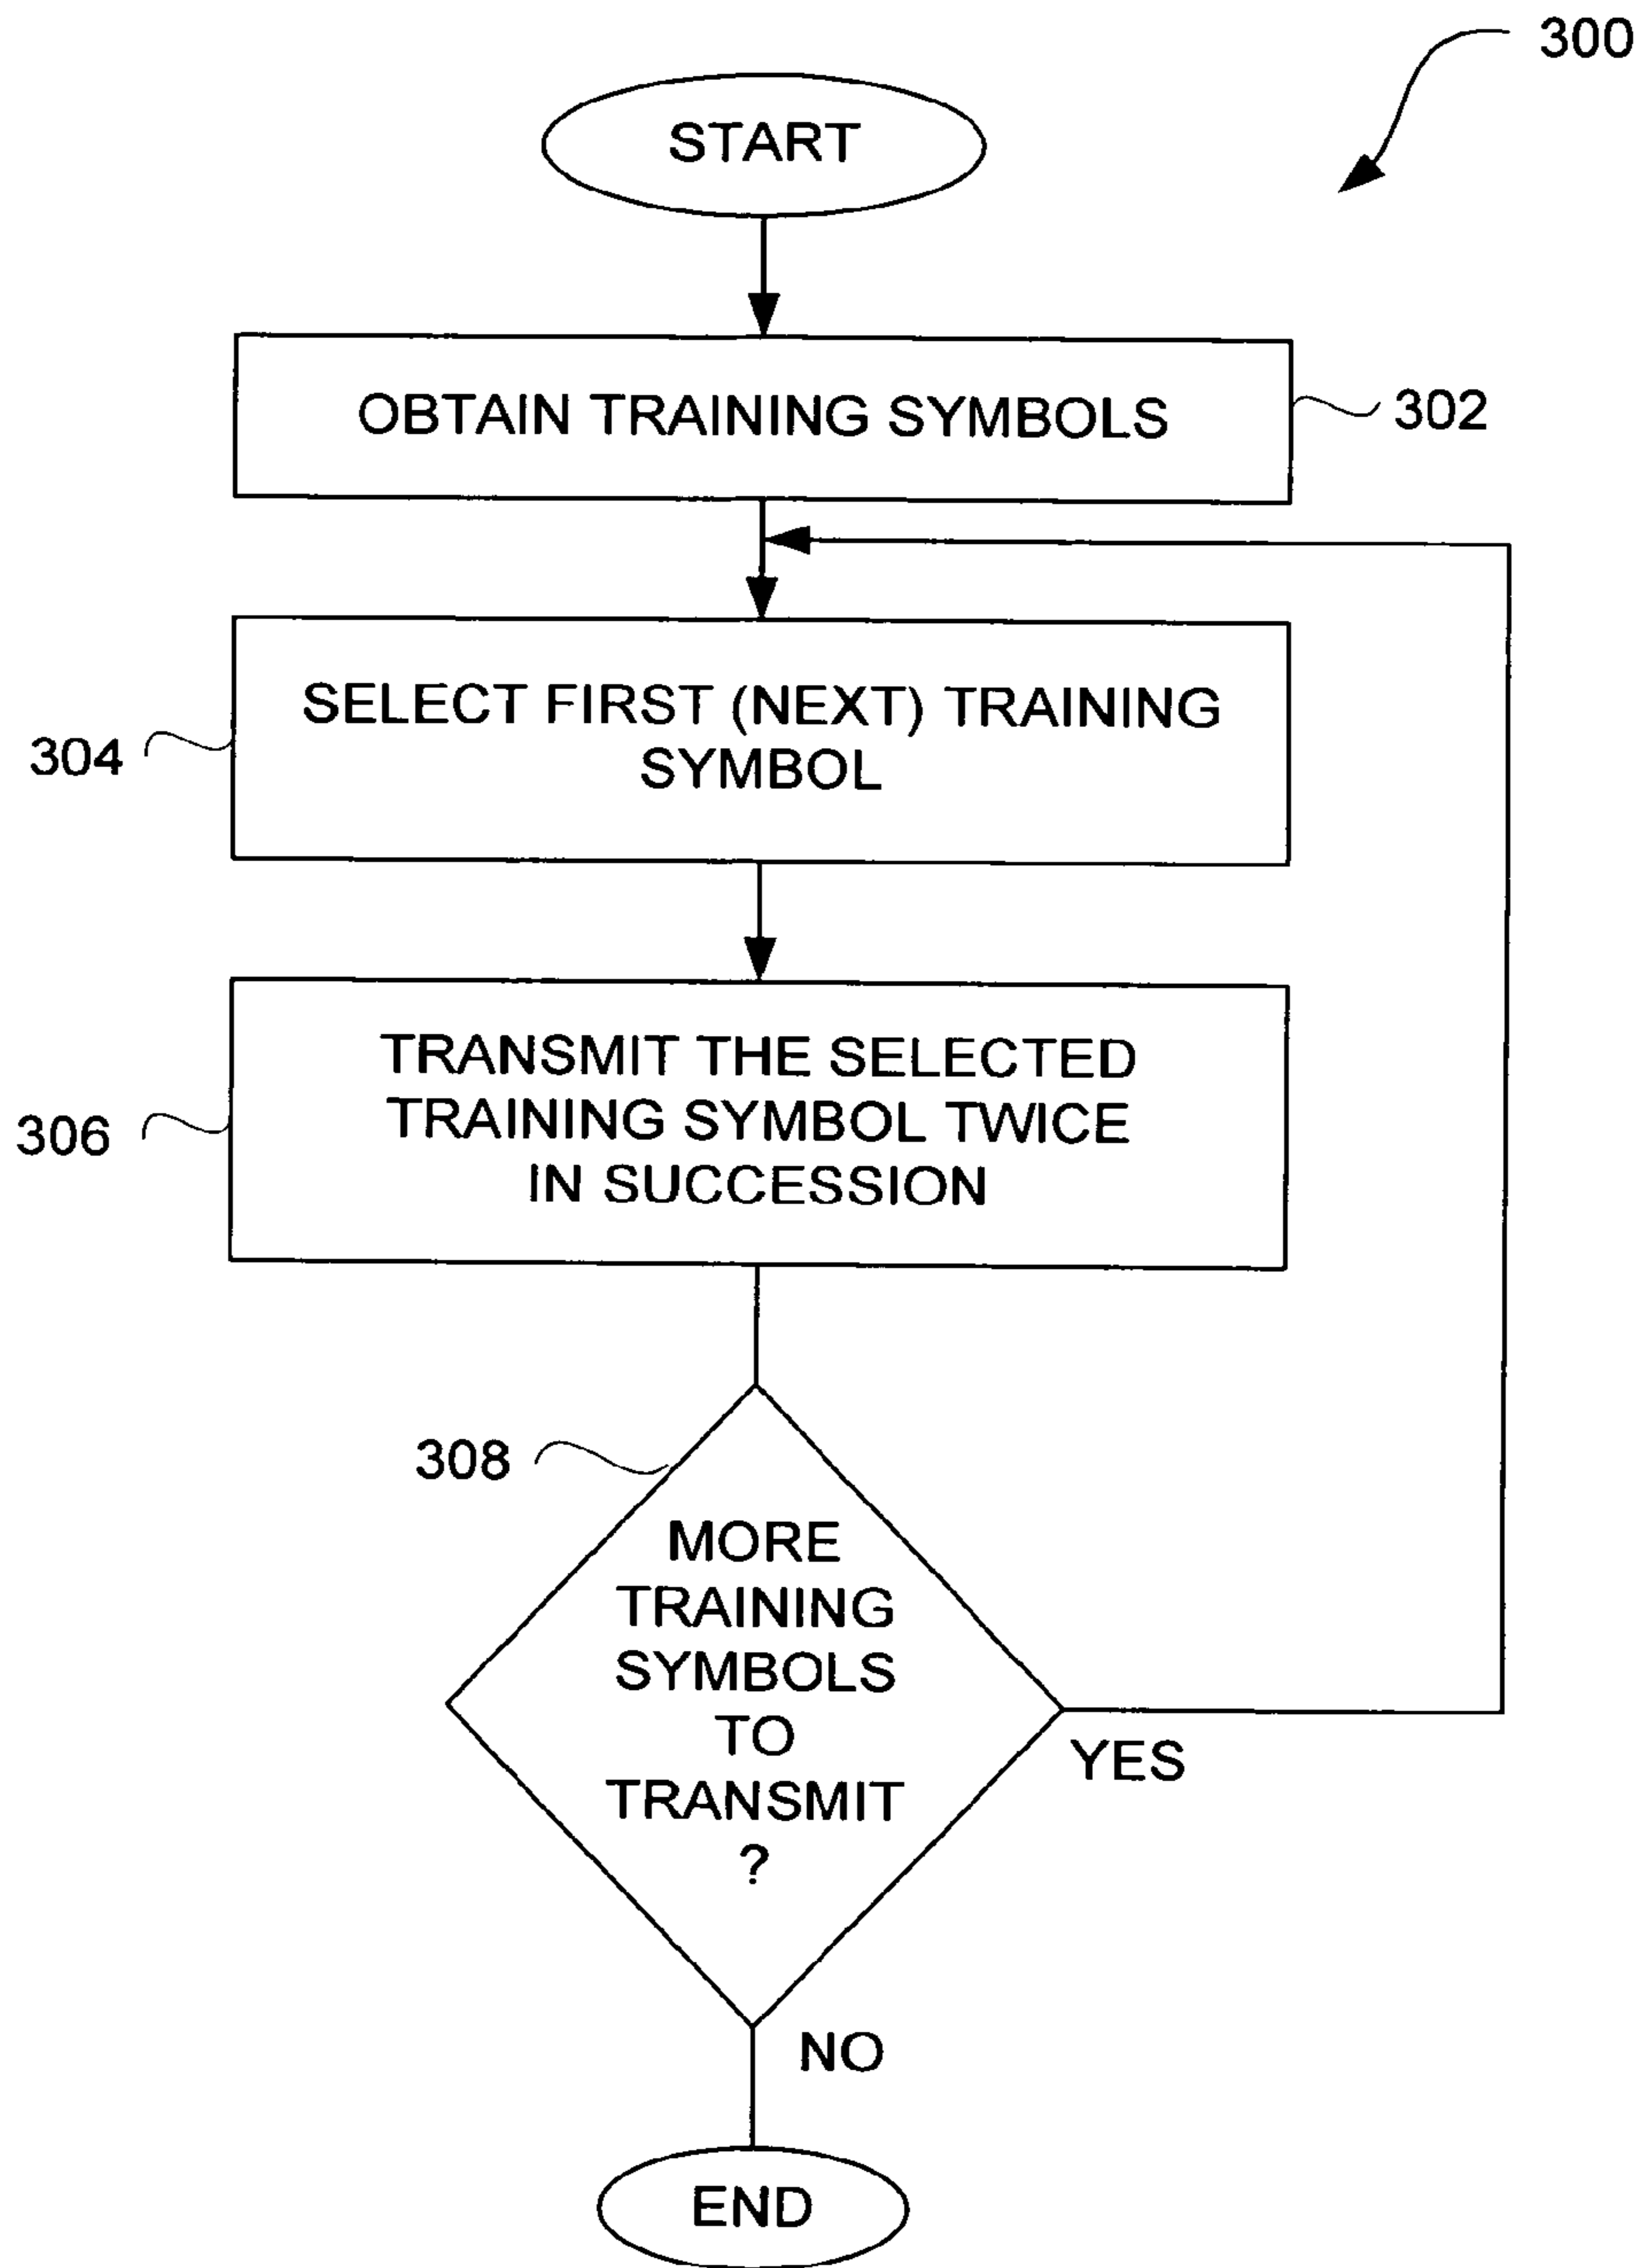 300
START
OBTAIN TRAINING SYMBOLS
302
SELECT FIRST (NEXT) TRAINING
SYMBOL
304
TRANSMIT THE SELECTED
TRAINING SYMBOL TWICE
IN SUCCESSION
306
308
MORE
TRAINING
SYMBOLS
TO
TRANSMIT
?
YES
NO
END